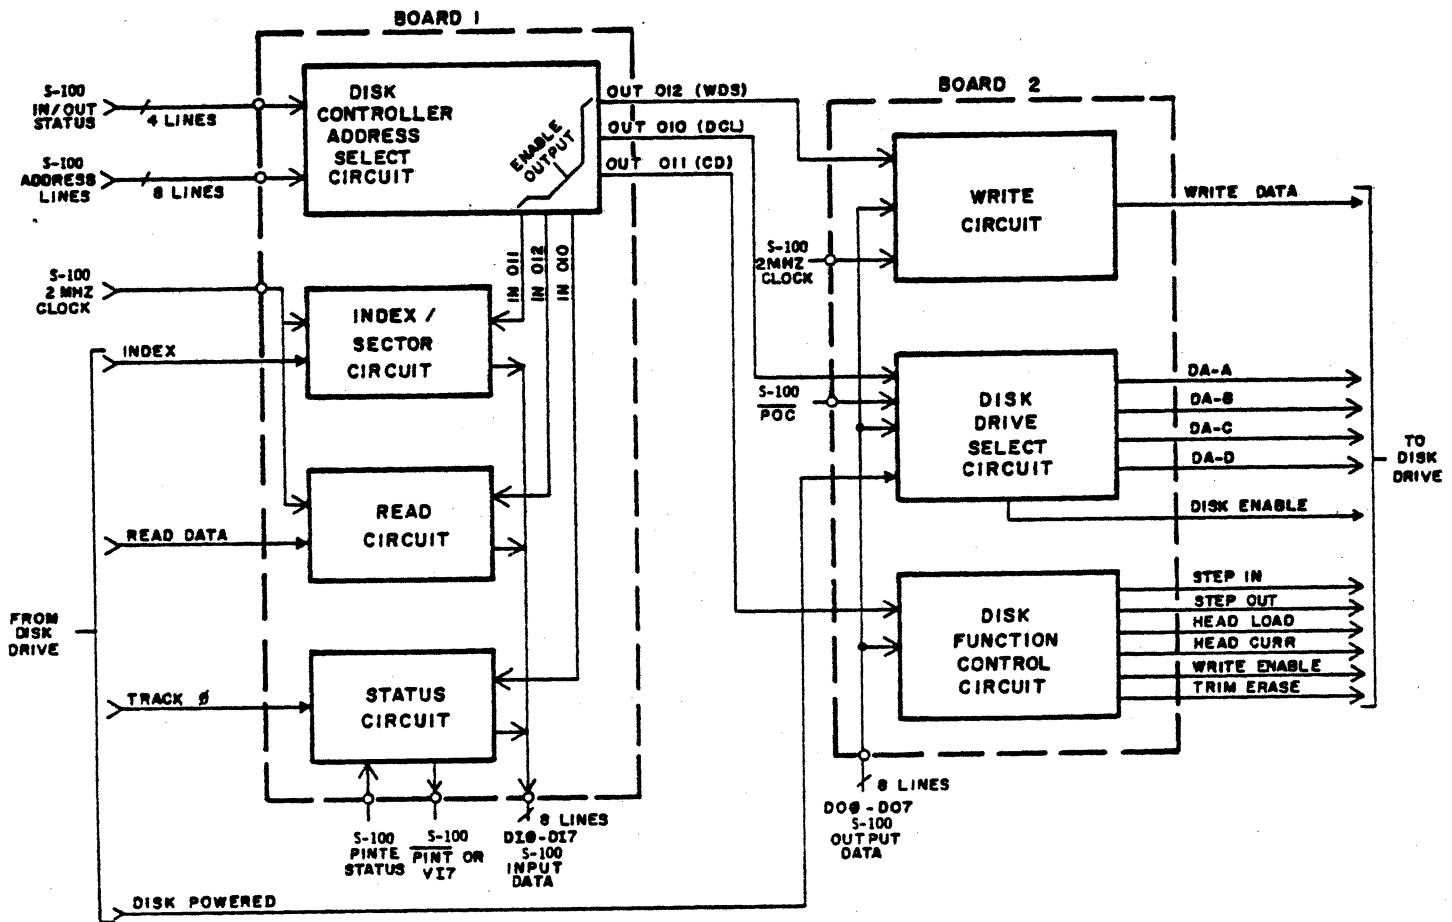 BOARD 1
S-100
IN/OUT
STATUS
4 LINES
S-100
ADDRESS
LINES
8 LINES
DISK
CONTROLLER
ADDRESS
SELECT
CIRCUIT
ENABLE
OUTPUT
OUT 012 (WDS)
OUT 010 (DCL)
OUT 011 (CD)
IN 011
IN 012
IN 010
S-100
2 MHZ
CLOCK
INDEX
INDEX /
SECTOR
CIRCUIT
READ DATA
READ
CIRCUIT
FROM
DISK
DRIVE
TRACK Ø
STATUS
CIRCUIT
S-100
PINTE
STATUS
S-100
P̅I̅N̅T̅ OR
VI7
8 LINES
DIØ-DI7
S-100
INPUT
DATA
DISK POWERED
BOARD 2
WRITE
CIRCUIT
S-100
2MHZ
CLOCK
WRITE DATA
S-100
P̅O̅C̅
DISK
DRIVE
SELECT
CIRCUIT
DA-A
DA-B
DA-C
DA-D
DISK ENABLE
TO
DISK
DRIVE
DISK
FUNCTION
CONTROL
CIRCUIT
STEP IN
STEP OUT
HEAD LOAD
HEAD CURR
WRITE ENABLE
TRIM ERASE
8 LINES
DOØ-DO7
S-100
OUTPUT
DATA